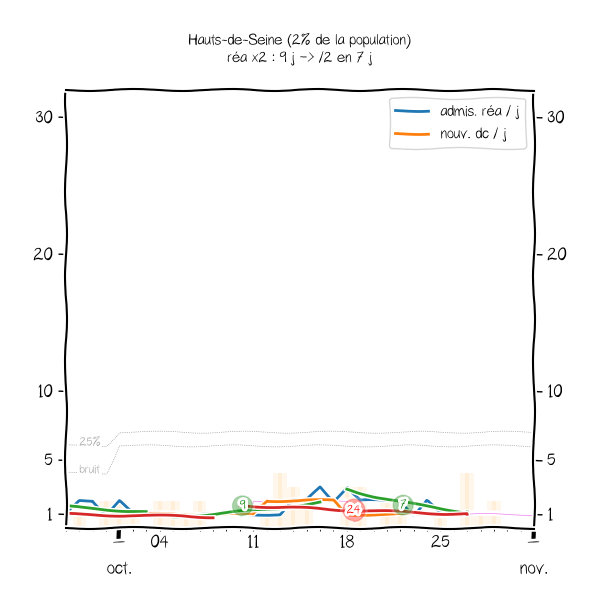 Hauts-de-Seine (2% de la population)
réa x2 : 9 j -> /2 en 7 j
admis. réa / j
nouv. dc / j
30
30
20
20
10
10
25%
5
5
bruit
9
24
7
1
1
04
11
18
25
oct.
nov.